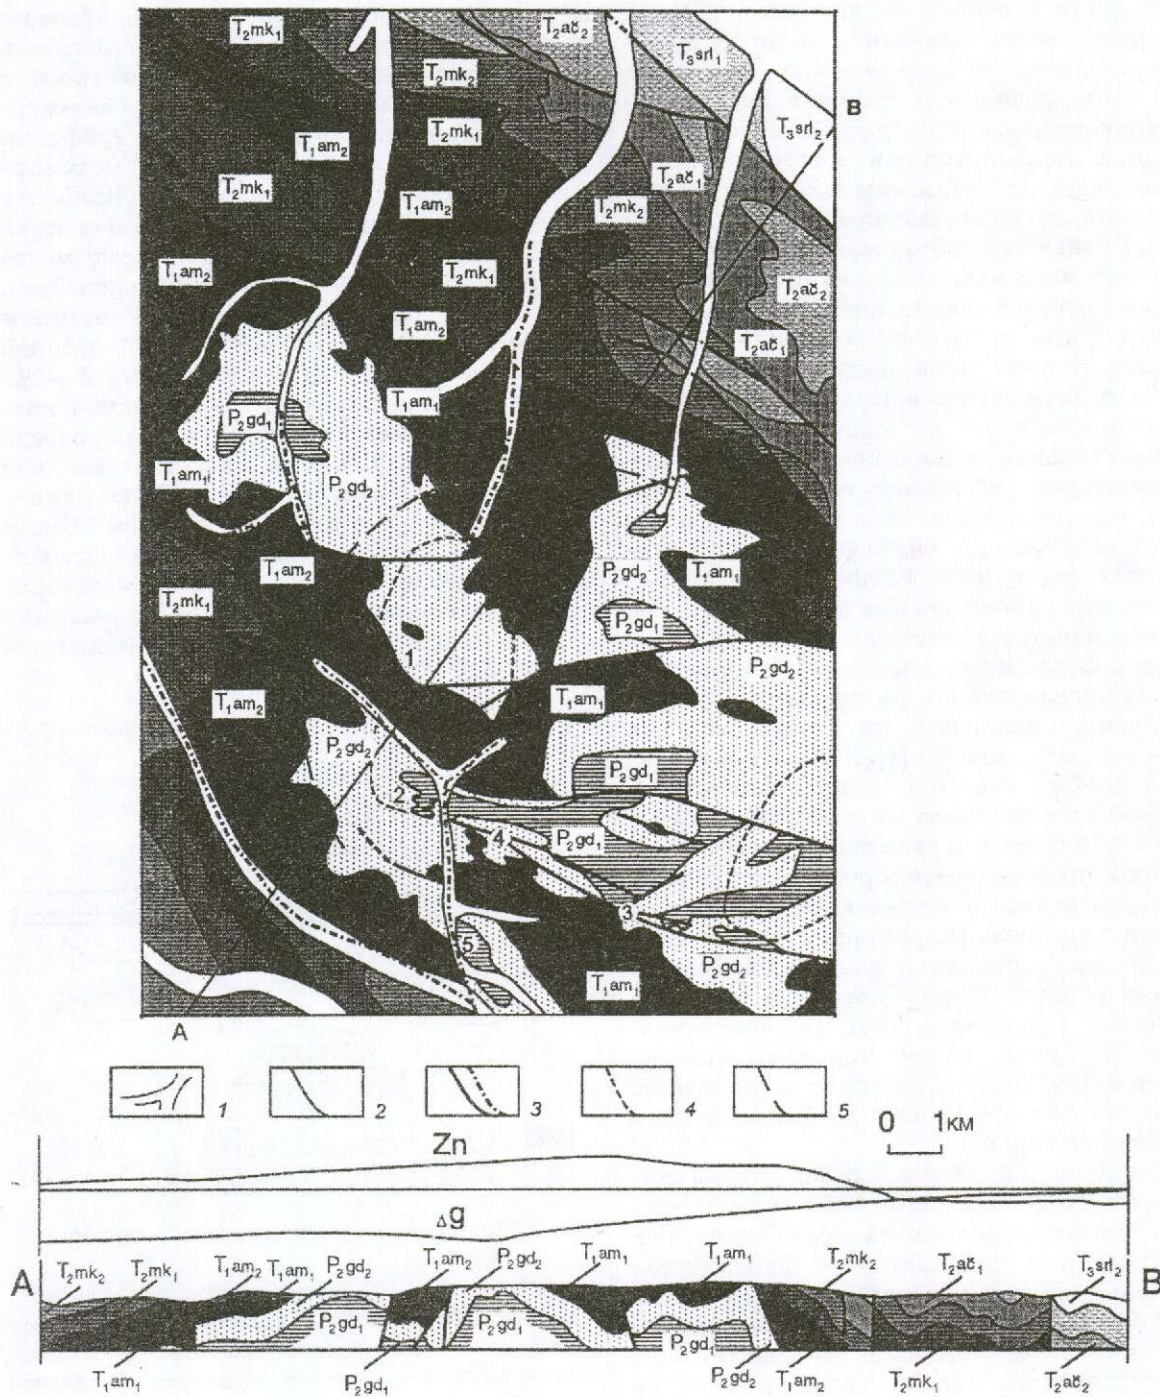 T₂mk₁
T₂ač₂
T₂mk₂
T₃srl₁
B
T₂mk₁
T₃srl₂
T₁am₂
T₂mk₁
T₂ač₁
T₁am₂
T₂mk₂
T₁am₂
T₂mk₁
T₂ač₂
T₁am₂
T₂ač₁
T₁am₁
P₂gd₁
T₁am₁
P₂gd₂
T₁am₂
P₂gd₂
T₁am₁
T₂mk₁
P₂gd₁
1
P₂gd₂
T₁am₂
T₁am₁
P₂gd₂
P₂gd₁
2
4
P₂gd₁
3
5
P₂gd₂
T₁am₁
A
1 2 3 4 5
0 1км
Zn
Δg
A T₂mk₂ T₂mk₁ T₁am₂ T₁am₁ P₂gd₂ T₁am₂ P₂gd₂ T₁am₁ T₁am₁ T₂mk₂ T₂ač₁ T₃srl₂ B
P₂gd₁ P₂gd₁ P₂gd₁
T₁am₁ P₂gd₁ P₂gd₂ T₁am₂ T₂mk₁ T₂ač₂